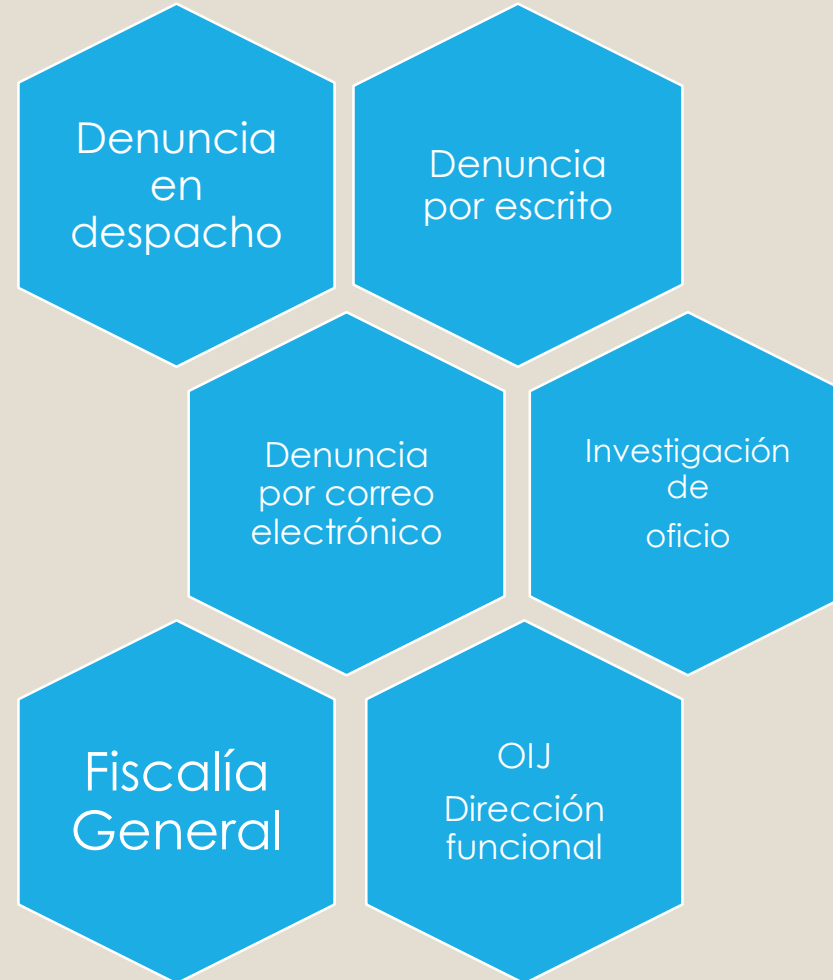 Denuncia
en
despacho
Denuncia
por escrito
Denuncia
por correo
electrónico
Investigación
de
oficio
Fiscalía
General
OIJ
Dirección
funcional